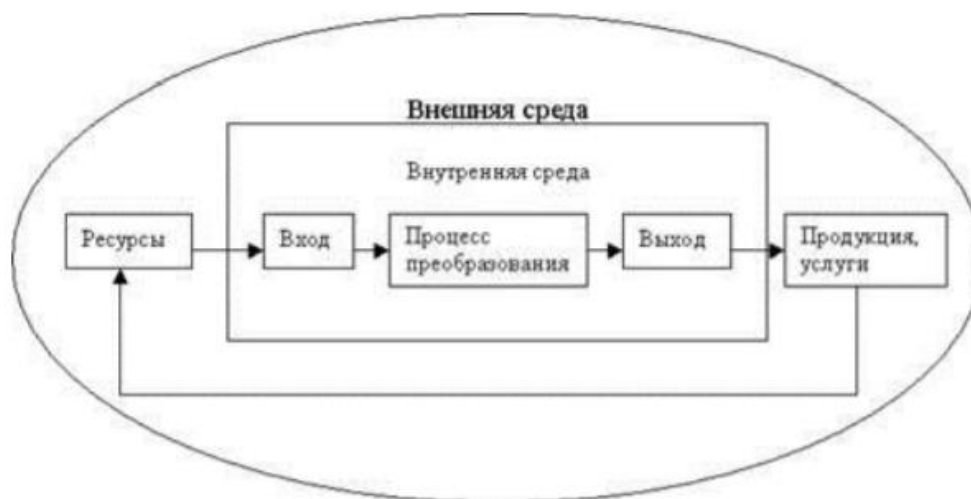 Внешняя среда
Внутренняя среда
Ресурсы
Вход
Процесс
преобразования
Выход
Продукция,
услуги